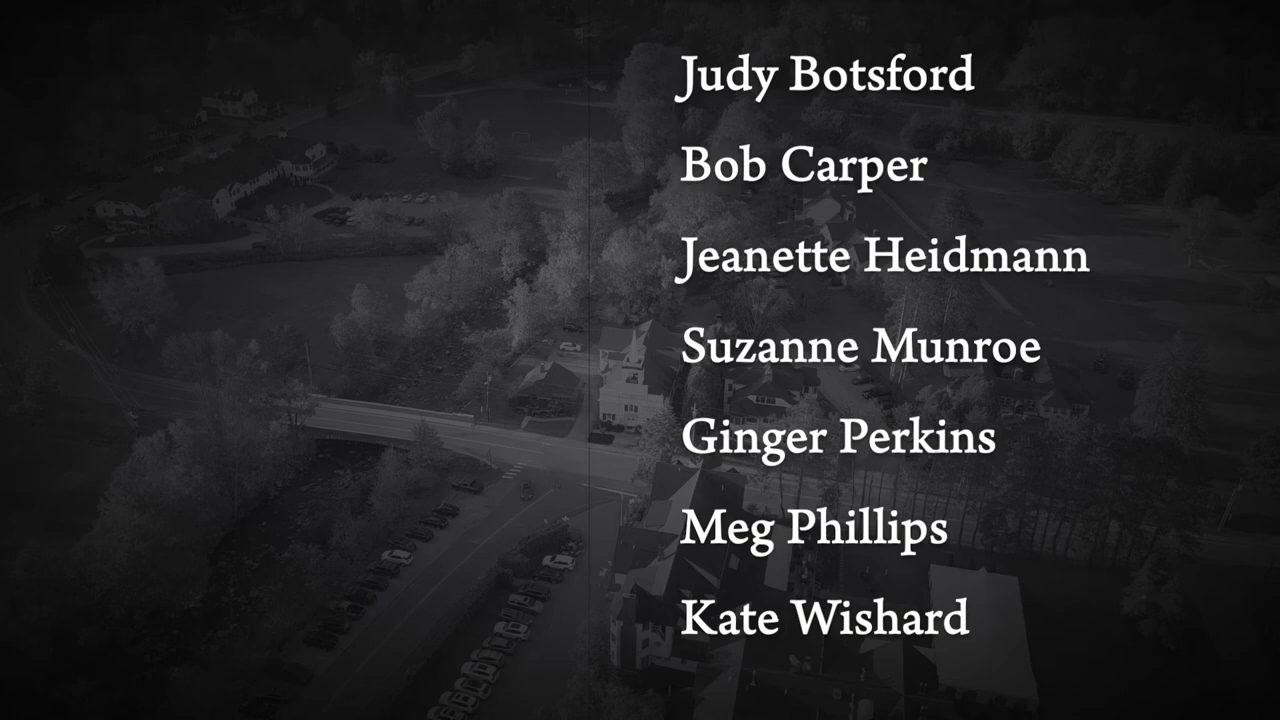 Judy Botsford
Bob Carper
Jeanette Heidmann
Suzanne Munroe
Ginger Perkins
Meg Phillips
Kate Wishard